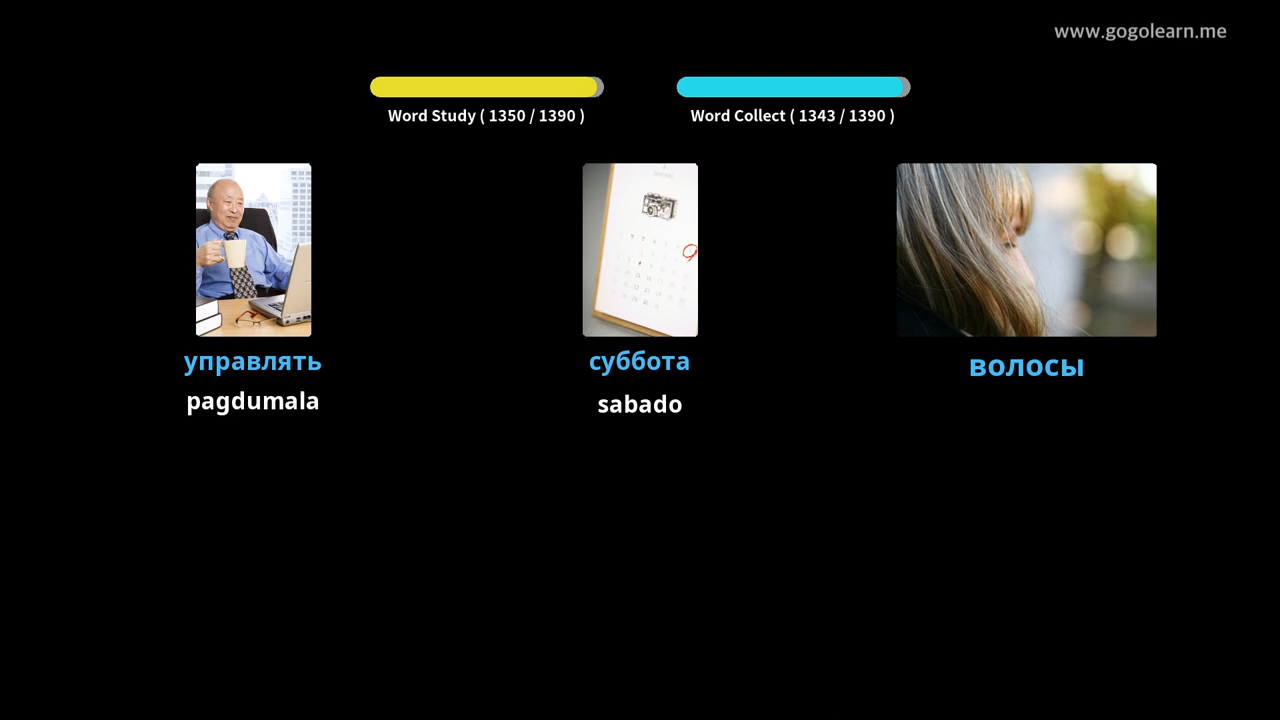 www.gogolearn.me
Word Study ( 1350 / 1390 )
Word Collect ( 1343 / 1390 )
управлять
суббота
волосы
pagdumala
sabado